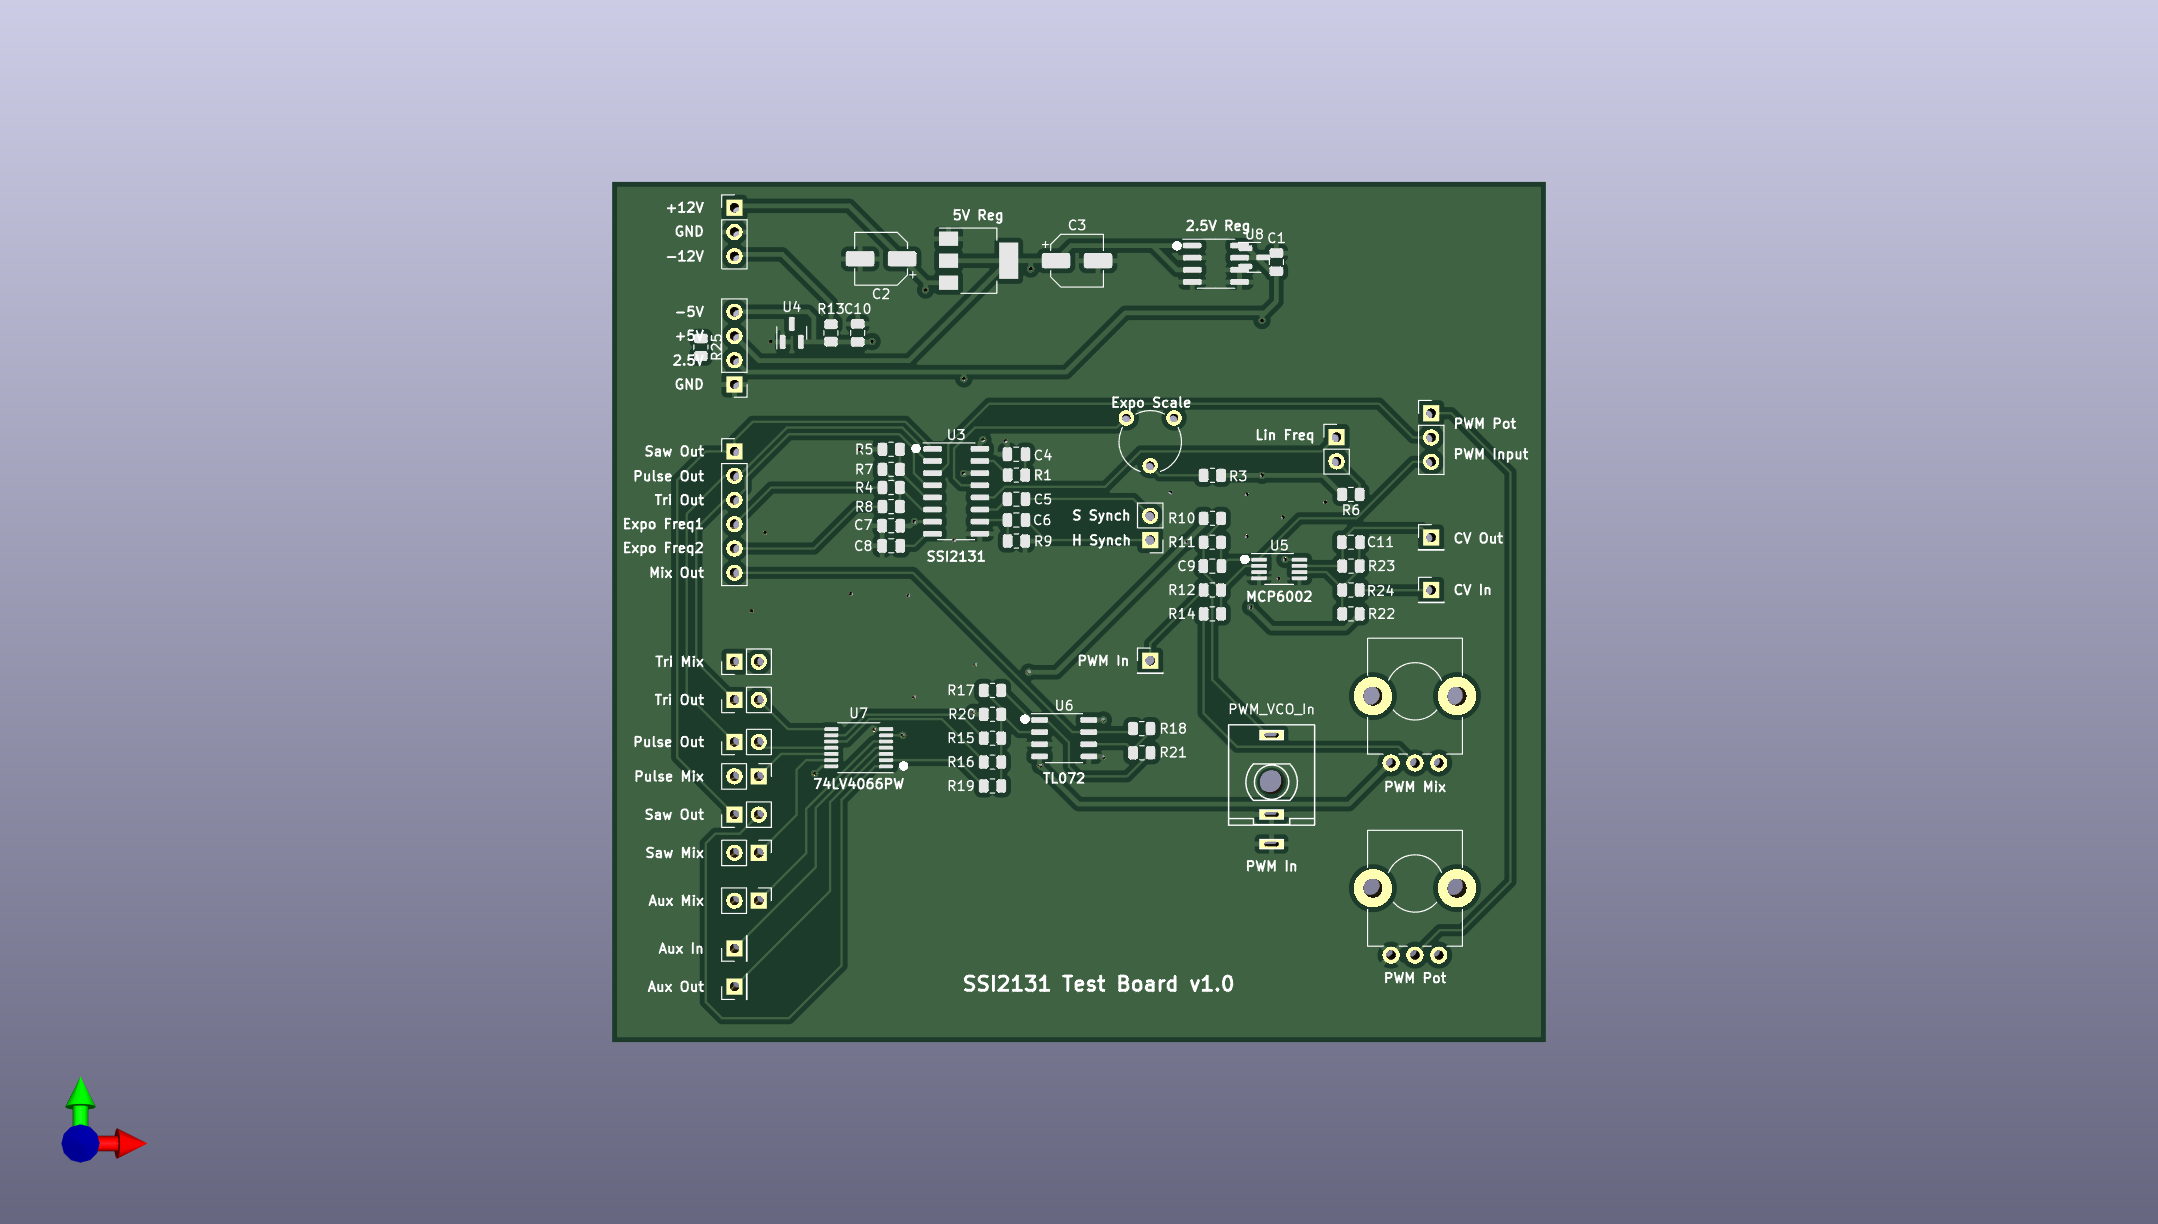 +12V
GND
-12V
5V Reg
C3
2.5V Reg
U8
C1
C2
-5V
U4
R13
C10
+5V
R25
2.5V
GND
Expo Scale
PWM Pot
Lin Freq
PWM Input
Saw Out
Pulse Out
Tri Out
Expo Freq1
Expo Freq2
Mix Out
R5
R7
R4
R8
C7
C8
U3
SSI2131
C4
R1
C5
C6
R9
S Synch
H Synch
R3
R6
R10
R11
C9
R12
R14
U5
MCP6002
C11
R23
R24
R22
CV Out
CV In
PWM In
Tri Mix
Tri Out
Pulse Out
Pulse Mix
Saw Out
Saw Mix
Aux Mix
Aux In
Aux Out
U7
74LV4066PW
R17
R20
R15
R16
R19
U6
TL072
R18
R21
PWM_VCO_In
PWM In
PWM Mix
PWM Pot
SSI2131 Test Board v1.0